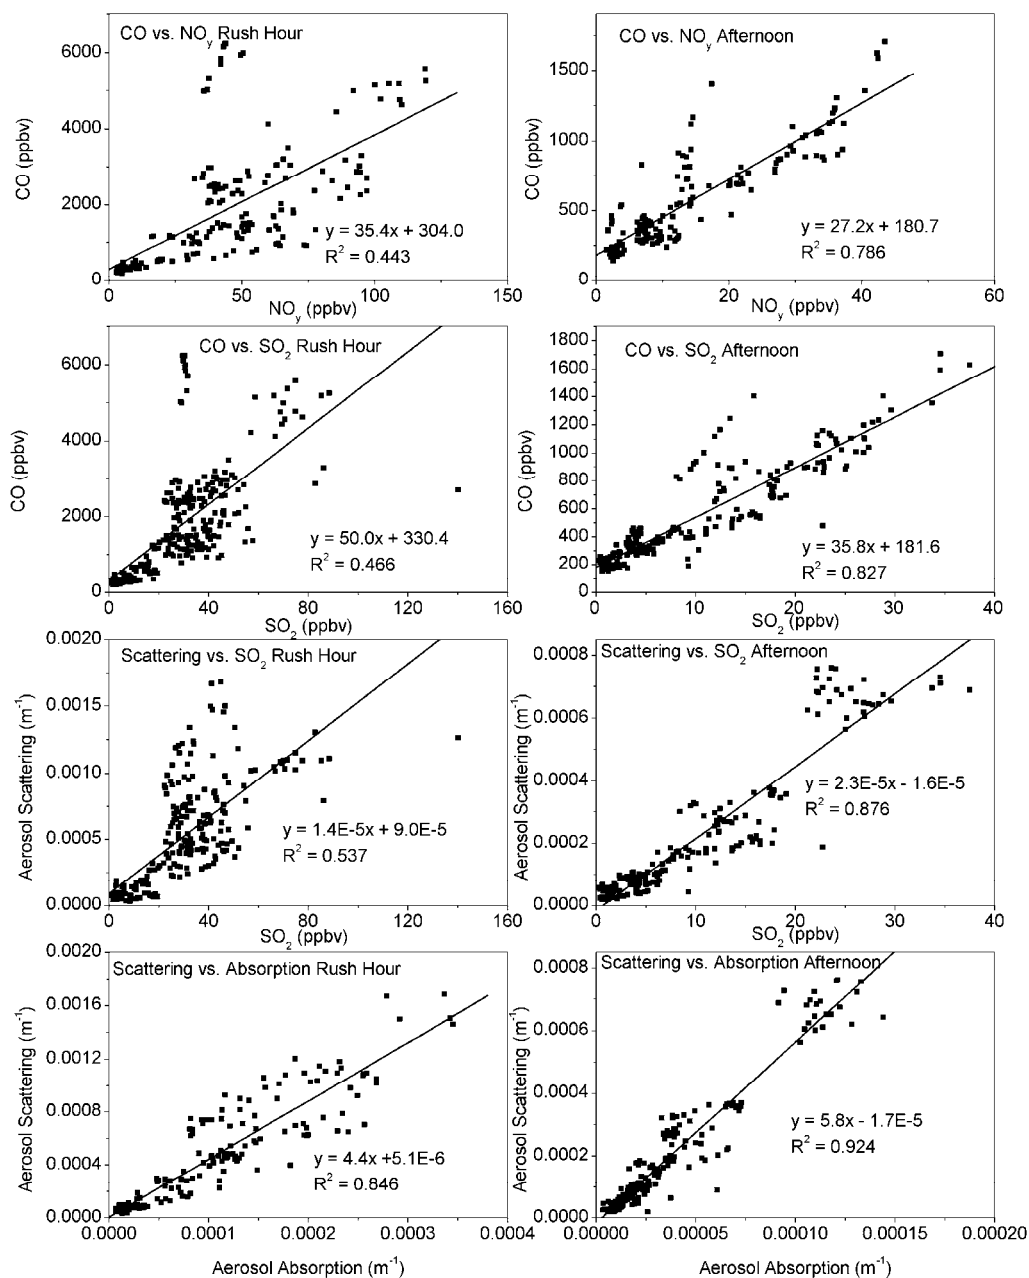 CO vs. NOy Rush Hour
6000
4000
2000
0
CO (ppbv)
y = 35.4x + 304.0
R2 = 0.443
0 50 100 150
NOy (ppbv)
CO vs. NOy Afternoon
1500
1000
500
0
CO (ppbv)
y = 27.2x + 180.7
R2 = 0.786
0 20 40 60
NOy (ppbv)
CO vs. SO2 Rush Hour
6000
4000
2000
0
CO (ppbv)
y = 50.0x + 330.4
R2 = 0.466
0 40 80 120 160
SO2 (ppbv)
CO vs. SO2 Afternoon
1800
1600
1400
1200
1000
800
600
400
200
0
CO (ppbv)
y = 35.8x + 181.6
R2 = 0.827
0 10 20 30 40
SO2 (ppbv)
Scattering vs. SO2 Rush Hour
0.0020
0.0015
0.0010
0.0005
0.0000
Aerosol Scattering (m-1)
y = 1.4E-5x + 9.0E-5
R2 = 0.537
0 40 80 120 160
SO2 (ppbv)
Scattering vs. SO2 Afternoon
0.0008
0.0006
0.0004
0.0002
0.0000
Aerosol Scattering (m-1)
y = 2.3E-5x - 1.6E-5
R2 = 0.876
0 10 20 30 40
SO2 (ppbv)
Scattering vs. Absorption Rush Hour
0.0020
0.0016
0.0012
0.0008
0.0004
0.0000
Aerosol Scattering (m-1)
y = 4.4x +5.1E-6
R2 = 0.846
0.0000 0.0001 0.0002 0.0003 0.0004
Aerosol Absorption (m-1)
Scattering vs. Absorption Afternoon
0.0008
0.0006
0.0004
0.0002
0.0000
Aerosol Scattering (m-1)
y = 5.8x - 1.7E-5
R2 = 0.924
0.00000 0.00005 0.00010 0.00015 0.00020
Aerosol Absorption (m-1)